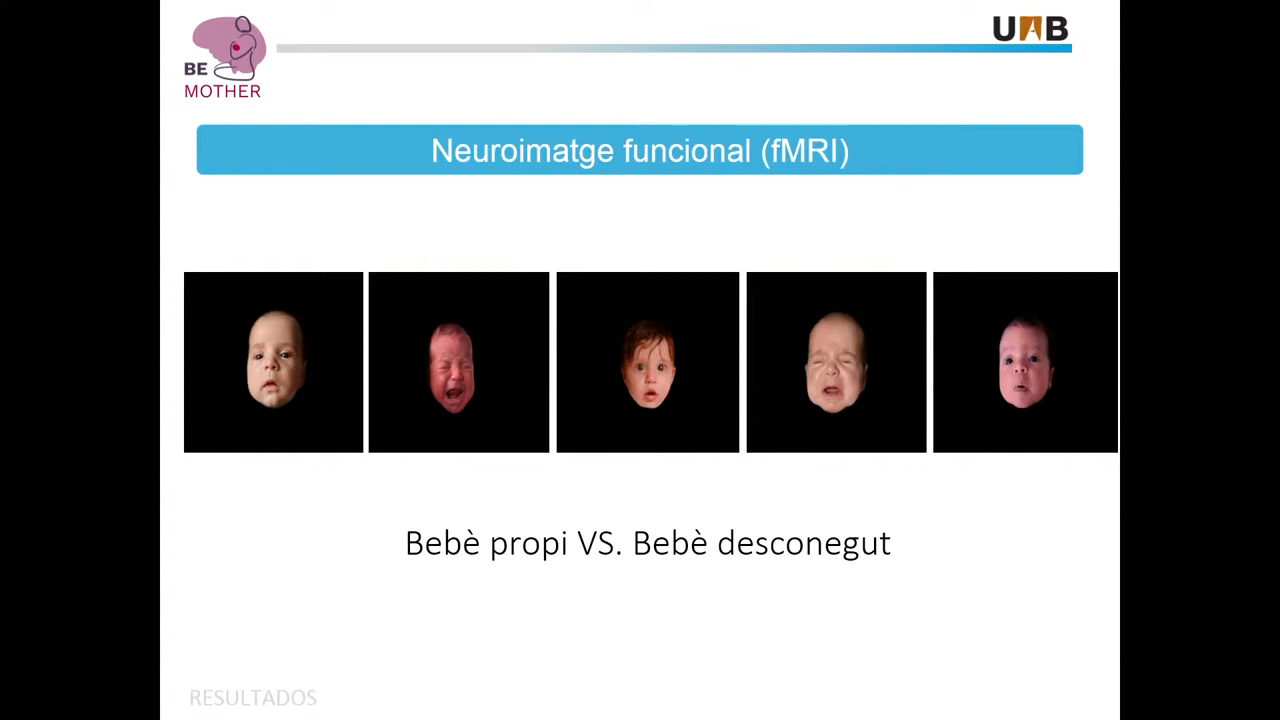 BE
MOTHER
UAB
Neuroimatge funcional (fMRI)
Bebè propi VS. Bebè desconegut
RESULTADOS